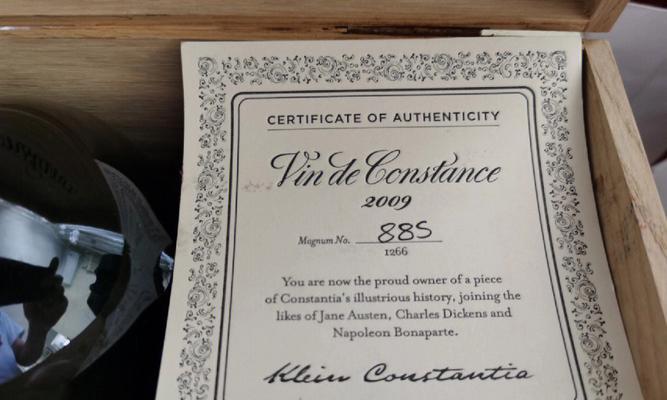 CERTIFICATE OF AUTHENTICITY
Vin de Constance
2009
Magnum No. 885
1266
You are now the proud owner of a piece
of Constantia's illustrious history, joining the
likes of Jane Austen, Charles Dickens and
Napoleon Bonaparte.
Klein Constantia